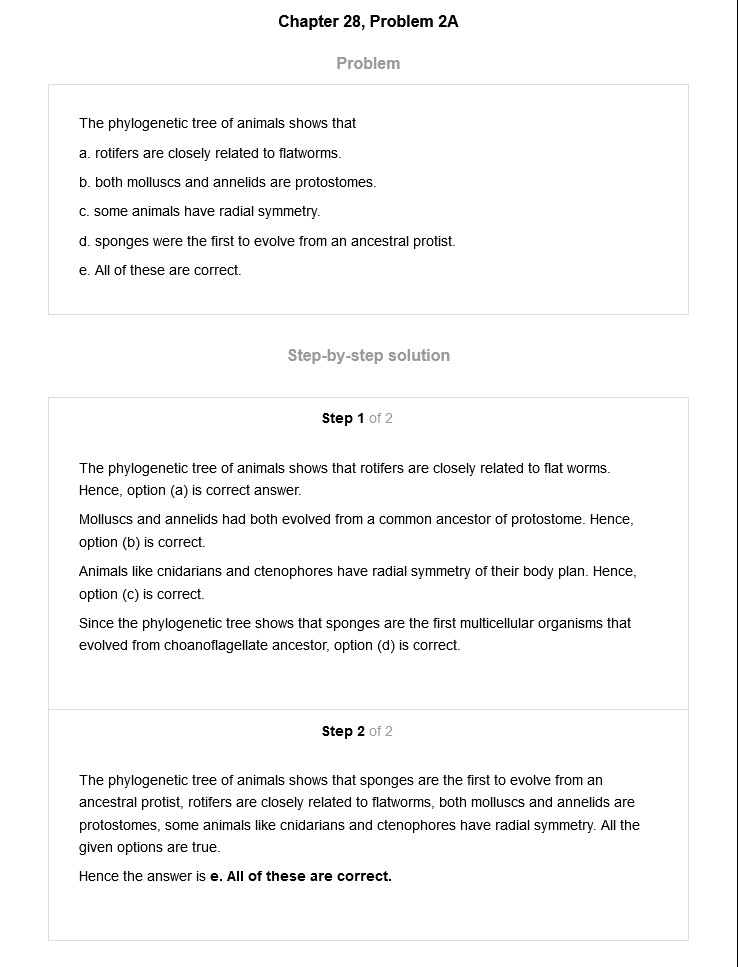 Chapter 28, Problem 2A
Problem
The phylogenetic tree of animals shows that
a. rotifers are closely related to flatworms.
b. both molluscs and annelids are protostomes.
c. some animals have radial symmetry.
d. sponges were the first to evolve from an ancestral protist.
e. All of these are correct.
Step-by-step solution
Step 1 of 2
The phylogenetic tree of animals shows that rotifers are closely related to flat worms.
Hence, option (a) is correct answer.
Molluscs and annelids had both evolved from a common ancestor of protostome. Hence,
option (b) is correct.
Animals like cnidarians and ctenophores have radial symmetry of their body plan. Hence,
option (c) is correct.
Since the phylogenetic tree shows that sponges are the first multicellular organisms that
evolved from choanoflagellate ancestor, option (d) is correct.
Step 2 of 2
The phylogenetic tree of animals shows that sponges are the first to evolve from an
ancestral protist, rotifers are closely related to flatworms, both molluscs and annelids are
protostomes, some animals like cnidarians and ctenophores have radial symmetry. All the
given options are true.
Hence the answer is e. All of these are correct.